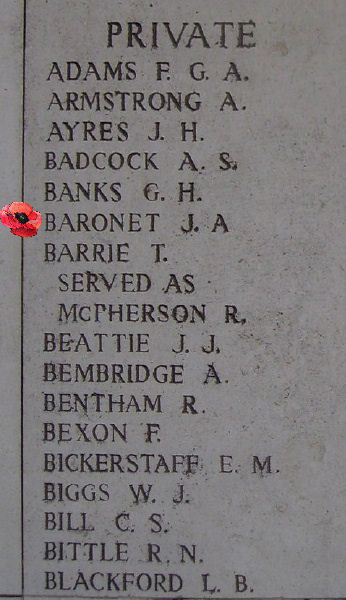 PRIVATE
ADAMS F. G. A.
ARMSTRONG A.
AYRES J. H.
BADCOCK A. S.
BANKS G. H.
BARONET J. A
BARRIE T.
SERVED AS
McPHERSON R.
BEATTIE J. J.
BEMBRIDGE A.
BENTHAM R.
BEXON F.
BICKERSTAFF E. M.
BIGGS W. J.
BILL C. S.
BITTLE R. N.
BLACKFORD L. B.